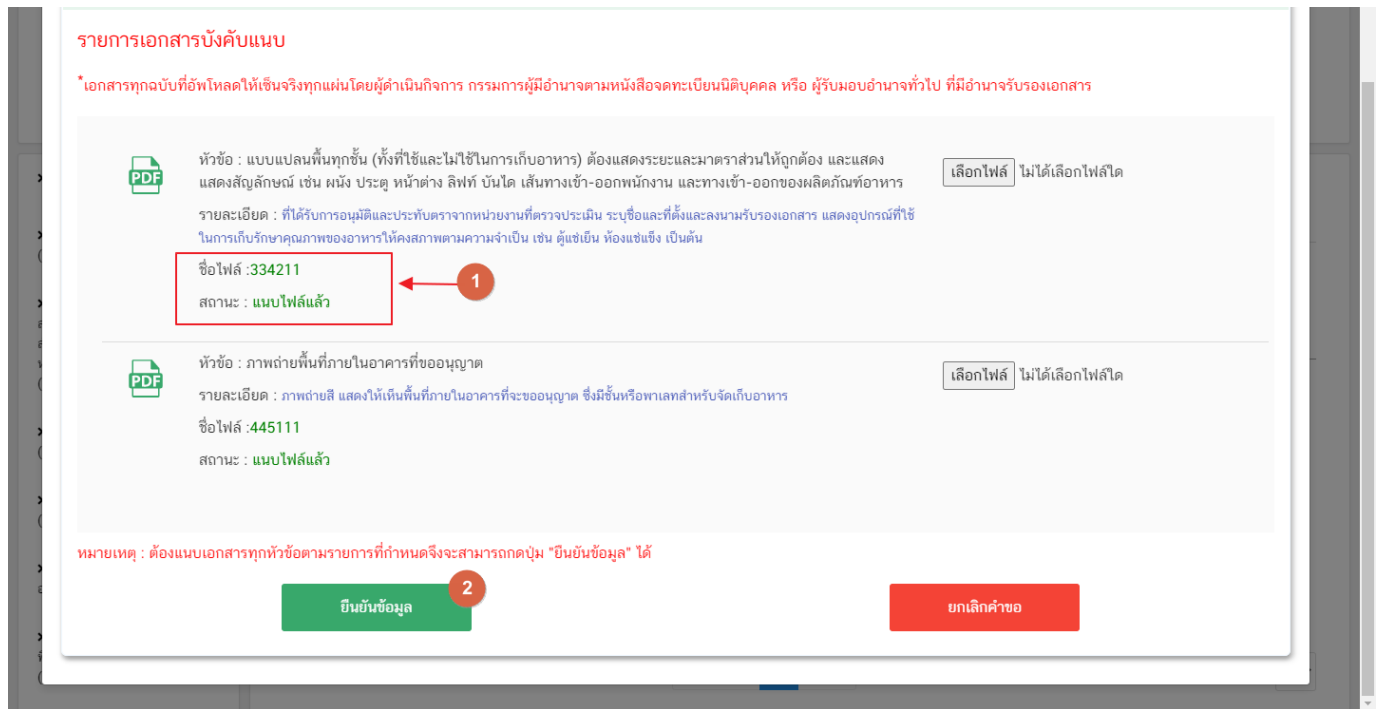 รายการเอกสารบังคับแนบ
*เอกสารทุกฉบับที่อัพโหลดให้เซ็นจริงทุกแผ่นโดยผู้ดำเนินกิจการ กรรมการผู้มีอำนาจตามหนังสือจดทะเบียนนิติบุคคล หรือ ผู้รับมอบอำนาจทั่วไป ที่มีอำนาจรับรองเอกสาร
PDF
หัวข้อ : แบบแปลนพื้นทุกชั้น (ทั้งที่ใช้และไม่ใช้ในการเก็บอาหาร) ต้องแสดงระยะและมาตราส่วนให้ถูกต้อง และแสดง
แสดงสัญลักษณ์ เช่น ผนัง ประตู หน้าต่าง ลิฟท์ บันได เส้นทางเข้า-ออกพนักงาน และทางเข้า-ออกของผลิตภัณฑ์อาหาร
เลือกไฟล์ ไม่ได้เลือกไฟล์ใด
รายละเอียด : ที่ได้รับการอนุมัติและประทับตราจากหน่วยงานที่ตรวจประเมิน ระบุชื่อและที่ตั้งและลงนามรับรองเอกสาร แสดงอุปกรณ์ที่ใช้
ในการเก็บรักษาคุณภาพของอาหารให้คงสภาพตามความจำเป็น เช่น ตู้แช่เย็น ห้องแช่แข็ง เป็นต้น
ชื่อไฟล์ :334211
1
สถานะ : แนบไฟล์แล้ว
PDF
หัวข้อ : ภาพถ่ายพื้นที่ภายในอาคารที่ขออนุญาต
เลือกไฟล์ ไม่ได้เลือกไฟล์ใด
รายละเอียด : ภาพถ่ายสี แสดงให้เห็นพื้นที่ภายในอาคารที่จะขออนุญาต ซึ่งมีชั้นหรือพาเลทสำหรับจัดเก็บอาหาร
ชื่อไฟล์ :445111
สถานะ : แนบไฟล์แล้ว
หมายเหตุ : ต้องแนบเอกสารทุกหัวข้อตามรายการที่กำหนดจึงจะสามารถกดปุ่ม "ยืนยันข้อมูล" ได้
ยืนยันข้อมูล
2
ยกเลิกคำขอ